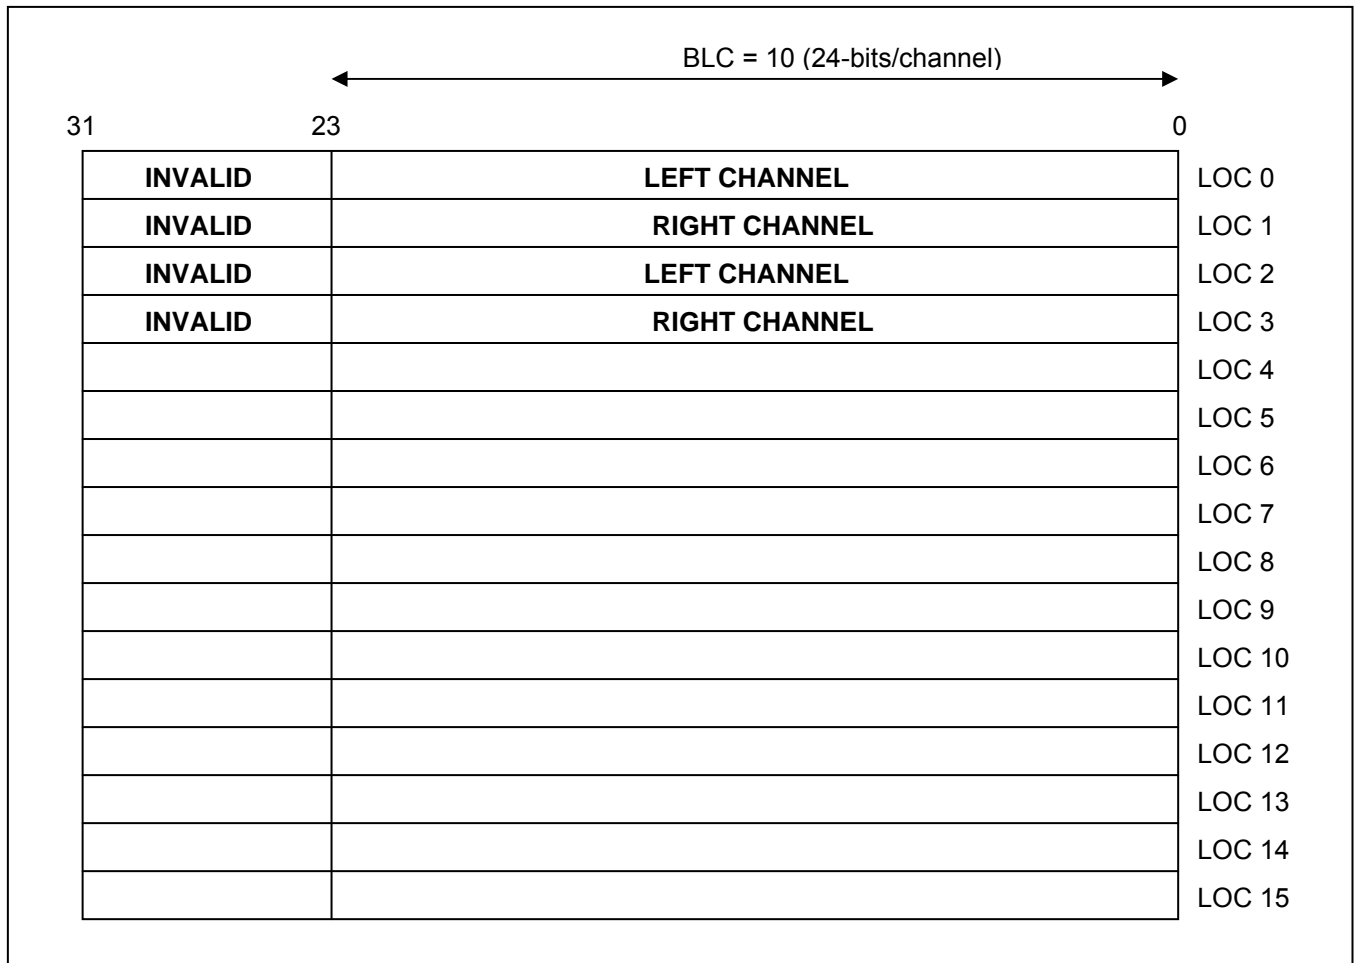 BLC = 10 (24-bits/channel)
31 23 0
INVALID LEFT CHANNEL LOC 0
INVALID RIGHT CHANNEL LOC 1
INVALID LEFT CHANNEL LOC 2
INVALID RIGHT CHANNEL LOC 3
LOC 4
LOC 5
LOC 6
LOC 7
LOC 8
LOC 9
LOC 10
LOC 11
LOC 12
LOC 13
LOC 14
LOC 15